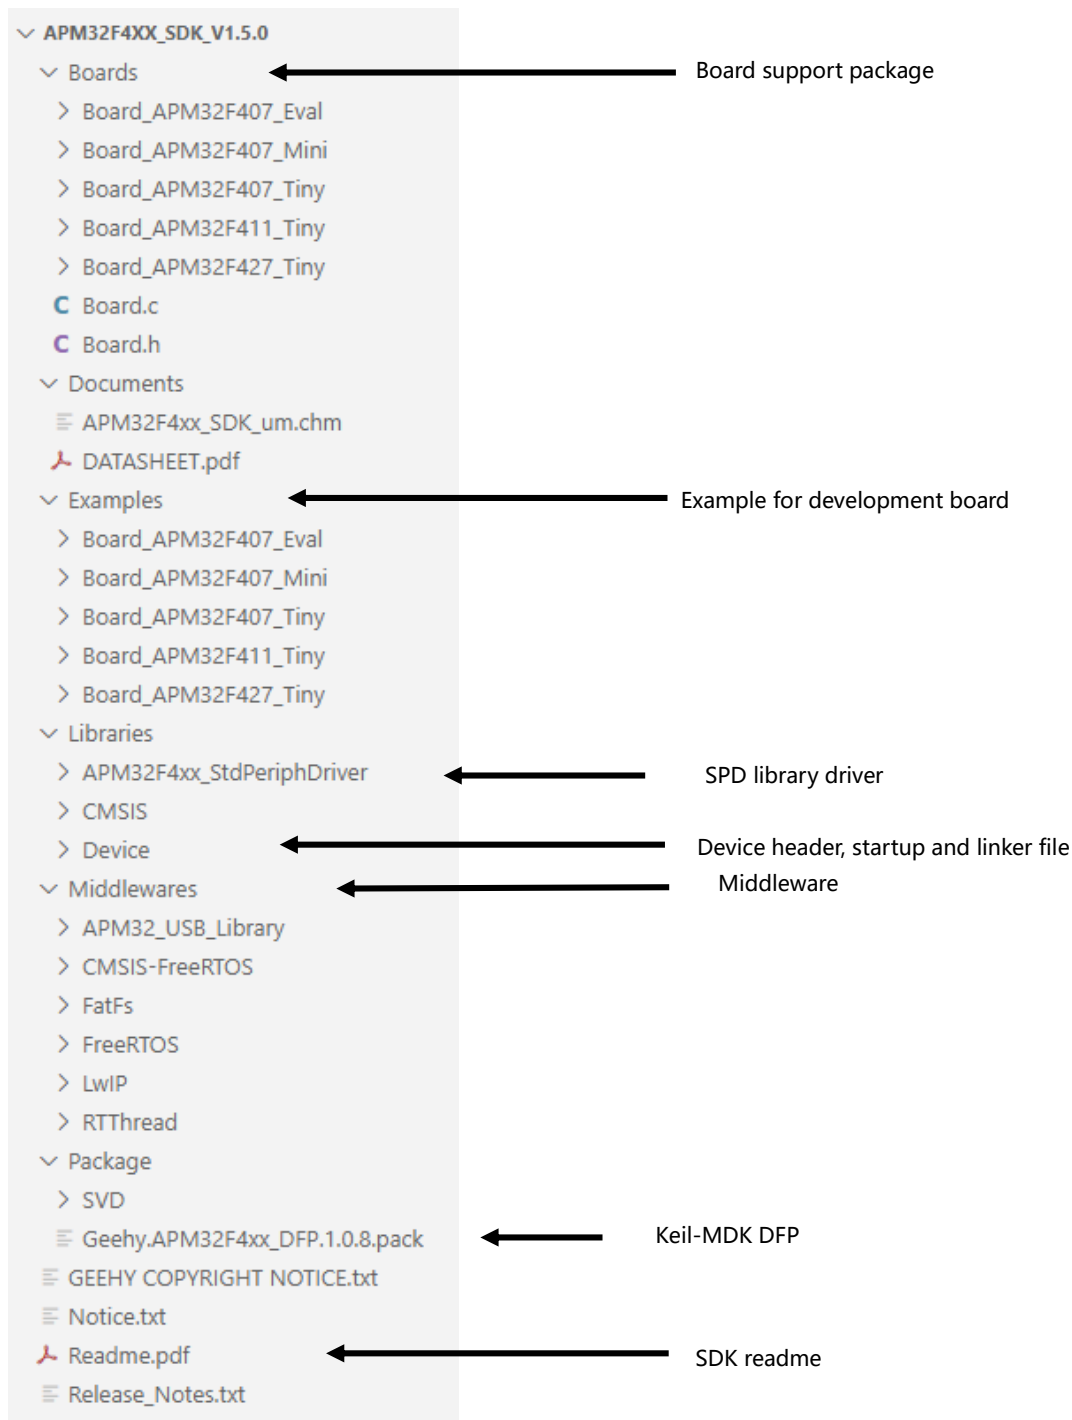 APM32F4XX_SDK_V1.5.0
Boards
Board support package
Board_APM32F407_Eval
Board_APM32F407_Mini
Board_APM32F407_Tiny
Board_APM32F411_Tiny
Board_APM32F427_Tiny
C Board.c
C Board.h
Documents
APM32F4xx_SDK_um.chm
DATASHEET.pdf
Examples
Example for development board
Board_APM32F407_Eval
Board_APM32F407_Mini
Board_APM32F407_Tiny
Board_APM32F411_Tiny
Board_APM32F427_Tiny
Libraries
APM32F4xx_StdPeriphDriver
SPD library driver
CMSIS
Device
Device header, startup and linker file
Middlewares
Middleware
APM32_USB_Library
CMSIS-FreeRTOS
FatFs
FreeRTOS
LwIP
RTThread
Package
SVD
Geehy.APM32F4xx_DFP.1.0.8.pack
Keil-MDK DFP
GEEHY COPYRIGHT NOTICE.txt
Notice.txt
Readme.pdf
SDK readme
Release_Notes.txt